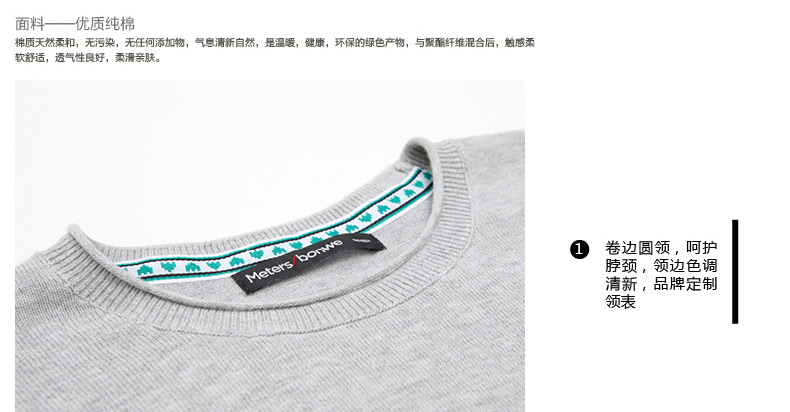 面料——优质纯棉
棉质天然柔和，无污染，无任何添加物，气息清新自然，是温暖，健康，环保的绿色产物，与聚酯纤维混合后，触感柔
软舒适，透气性良好，柔滑亲肤。
Meters/bonwe
1 卷边圆领，呵护
脖颈，领边色调
清新，品牌定制
领表